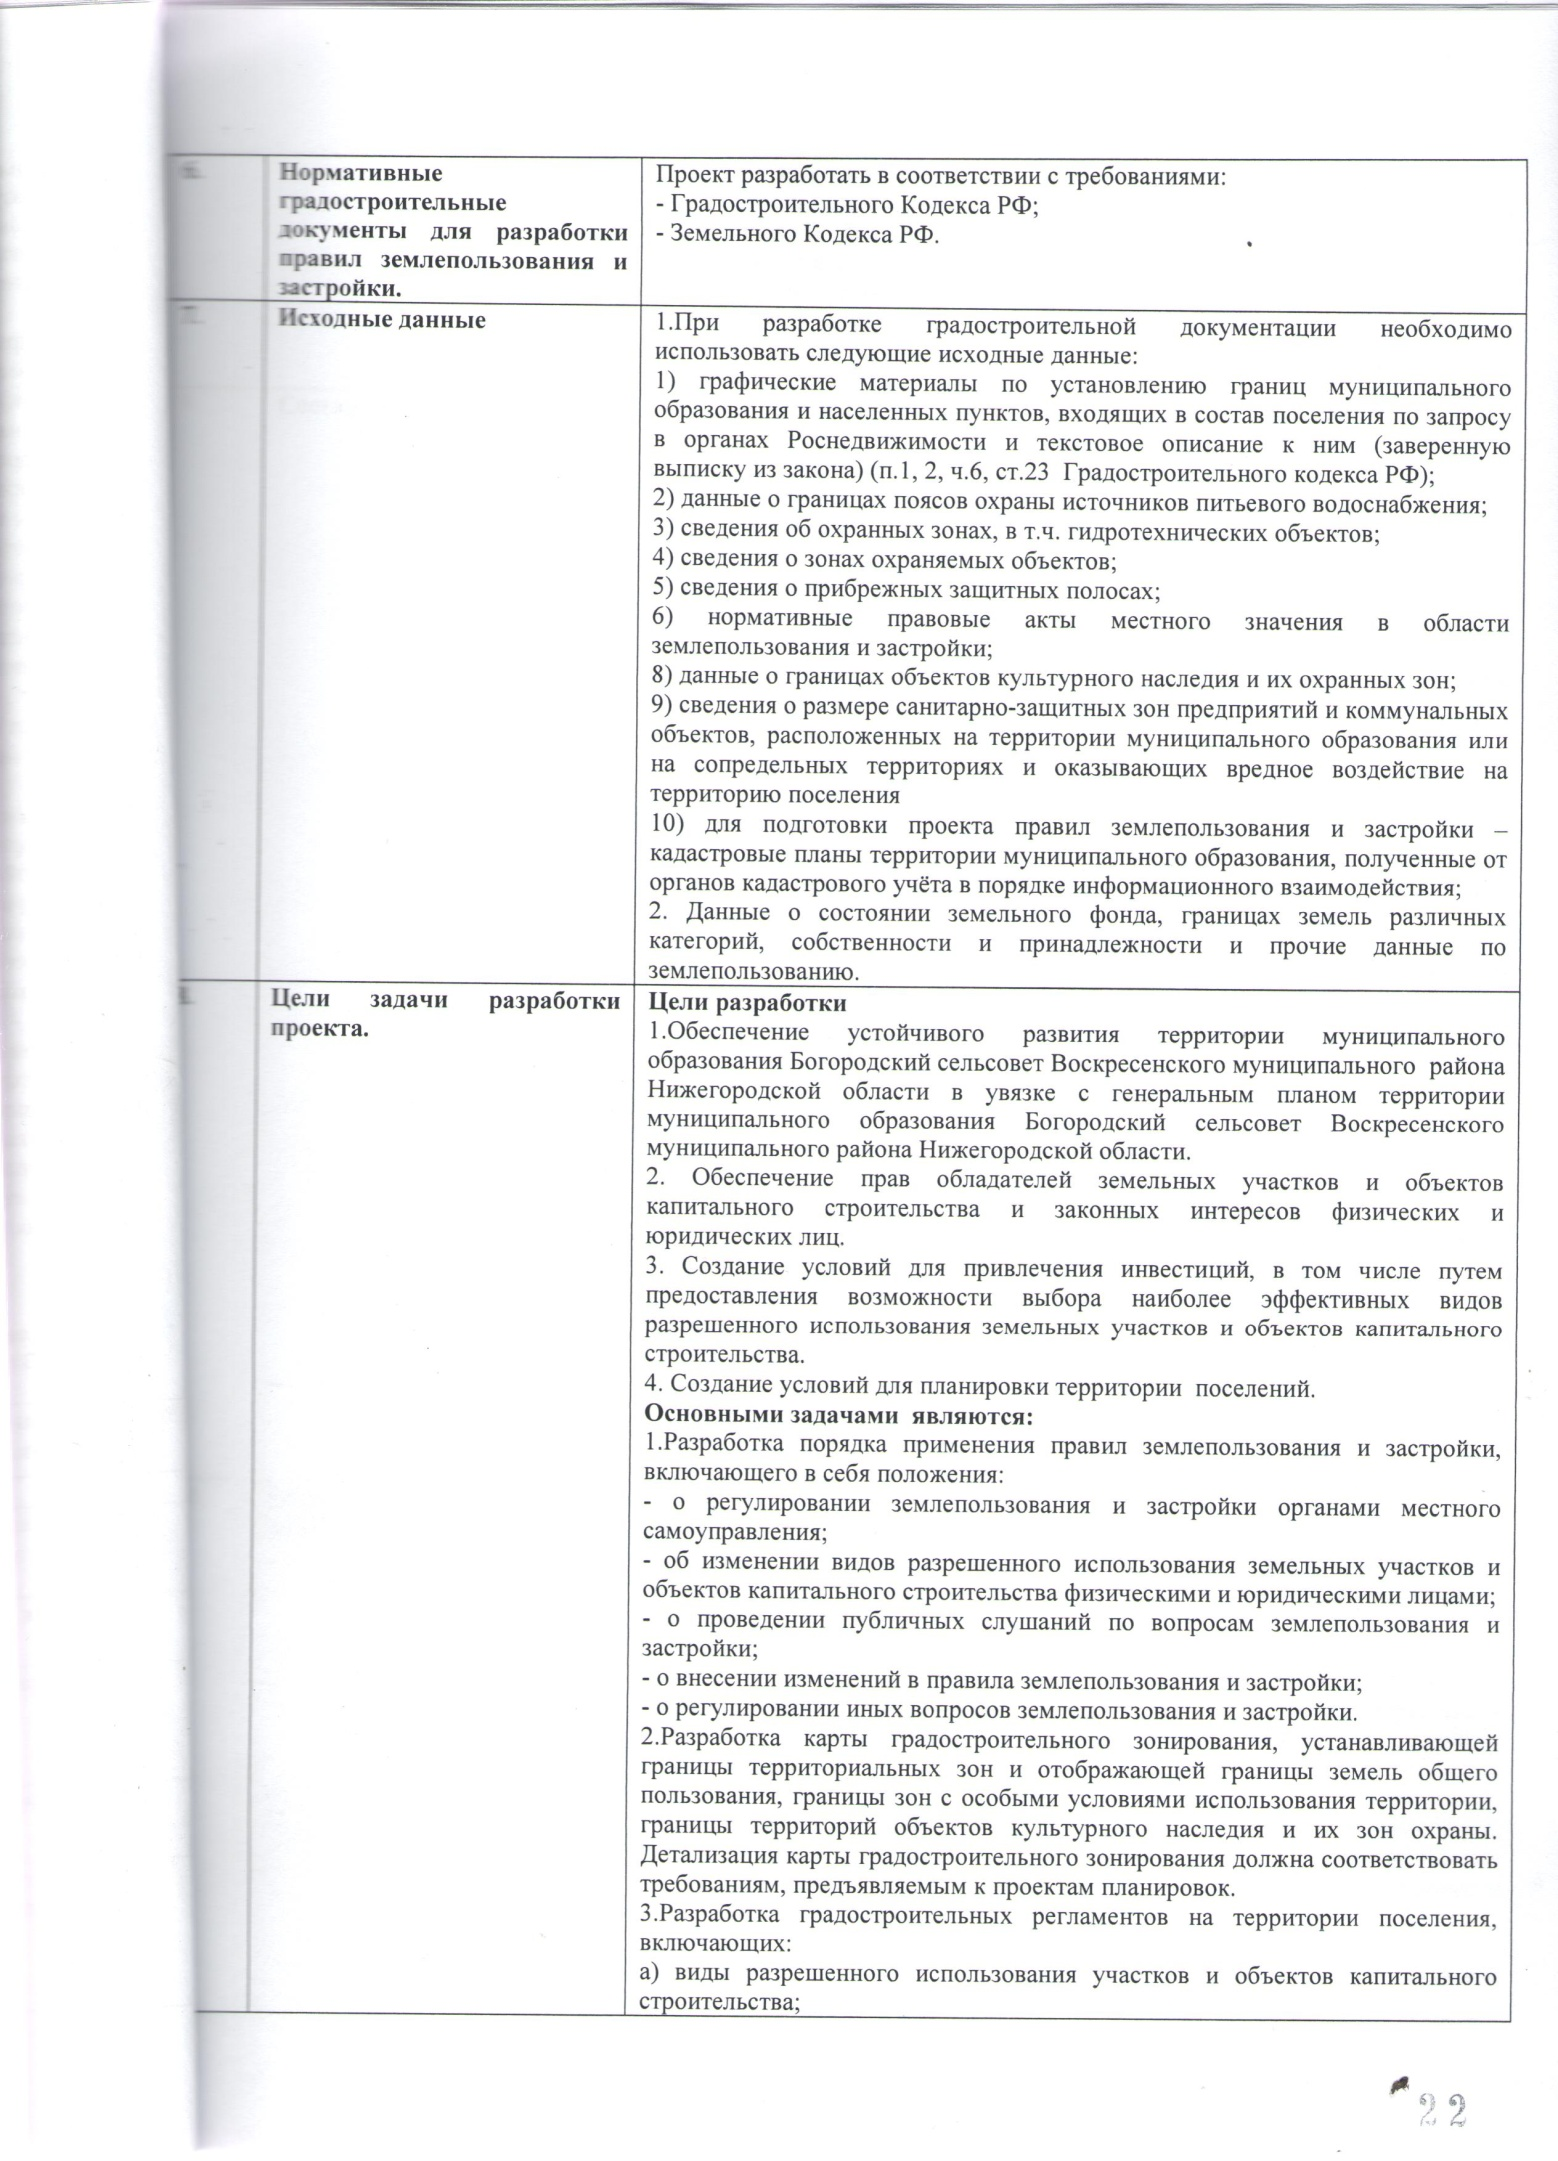 6.
Нормативные
градостроительные
документы для разработки
правил землепользования и
застройки.
Проект разработать в соответствии с требованиями:
- Градостроительного Кодекса РФ;
- Земельного Кодекса РФ.
7.
Исходные данные
1.При разработке градостроительной документации необходимо
использовать следующие исходные данные:
1) графические материалы по установлению границ муниципального
образования и населенных пунктов, входящих в состав поселения по запросу
в органах Роснедвижимости и текстовое описание к ним (заверенную
выписку из закона) (п.1, 2, ч.6, ст.23 Градостроительного кодекса РФ);
2) данные о границах поясов охраны источников питьевого водоснабжения;
3) сведения об охранных зонах, в т.ч. гидротехнических объектов;
4) сведения о зонах охраняемых объектов;
5) сведения о прибрежных защитных полосах;
6) нормативные правовые акты местного значения в области
землепользования и застройки;
8) данные о границах объектов культурного наследия и их охранных зон;
9) сведения о размере санитарно-защитных зон предприятий и коммунальных
объектов, расположенных на территории муниципального образования или
на сопредельных территориях и оказывающих вредное воздействие на
территорию поселения
10) для подготовки проекта правил землепользования и застройки –
кадастровые планы территории муниципального образования, полученные от
органов кадастрового учёта в порядке информационного взаимодействия;
2. Данные о состоянии земельного фонда, границах земель различных
категорий, собственности и принадлежности и прочие данные по
землепользованию.
Цели задачи разработки
проекта.
Цели разработки
1.Обеспечение устойчивого развития территории муниципального
образования Богородский сельсовет Воскресенского муниципального района
Нижегородской области в увязке с генеральным планом территории
муниципального образования Богородский сельсовет Воскресенского
муниципального района Нижегородской области.
2. Обеспечение прав обладателей земельных участков и объектов
капитального строительства и законных интересов физических и
юридических лиц.
3. Создание условий для привлечения инвестиций, в том числе путем
предоставления возможности выбора наиболее эффективных видов
разрешенного использования земельных участков и объектов капитального
строительства.
4. Создание условий для планировки территории поселений.
Основными задачами являются:
1.Разработка порядка применения правил землепользования и застройки,
включающего в себя положения:
- о регулировании землепользования и застройки органами местного
самоуправления;
- об изменении видов разрешенного использования земельных участков и
объектов капитального строительства физическими и юридическими лицами;
- о проведении публичных слушаний по вопросам землепользования и
застройки;
- о внесении изменений в правила землепользования и застройки;
- о регулировании иных вопросов землепользования и застройки.
2.Разработка карты градостроительного зонирования, устанавливающей
границы территориальных зон и отображающей границы земель общего
пользования, границы зон с особыми условиями использования территории,
границы территорий объектов культурного наследия и их зон охраны.
Детализация карты градостроительного зонирования должна соответствовать
требованиям, предъявляемым к проектам планировок.
3.Разработка градостроительных регламентов на территории поселения,
включающих:
а) виды разрешенного использования участков и объектов капитального
строительства;
22